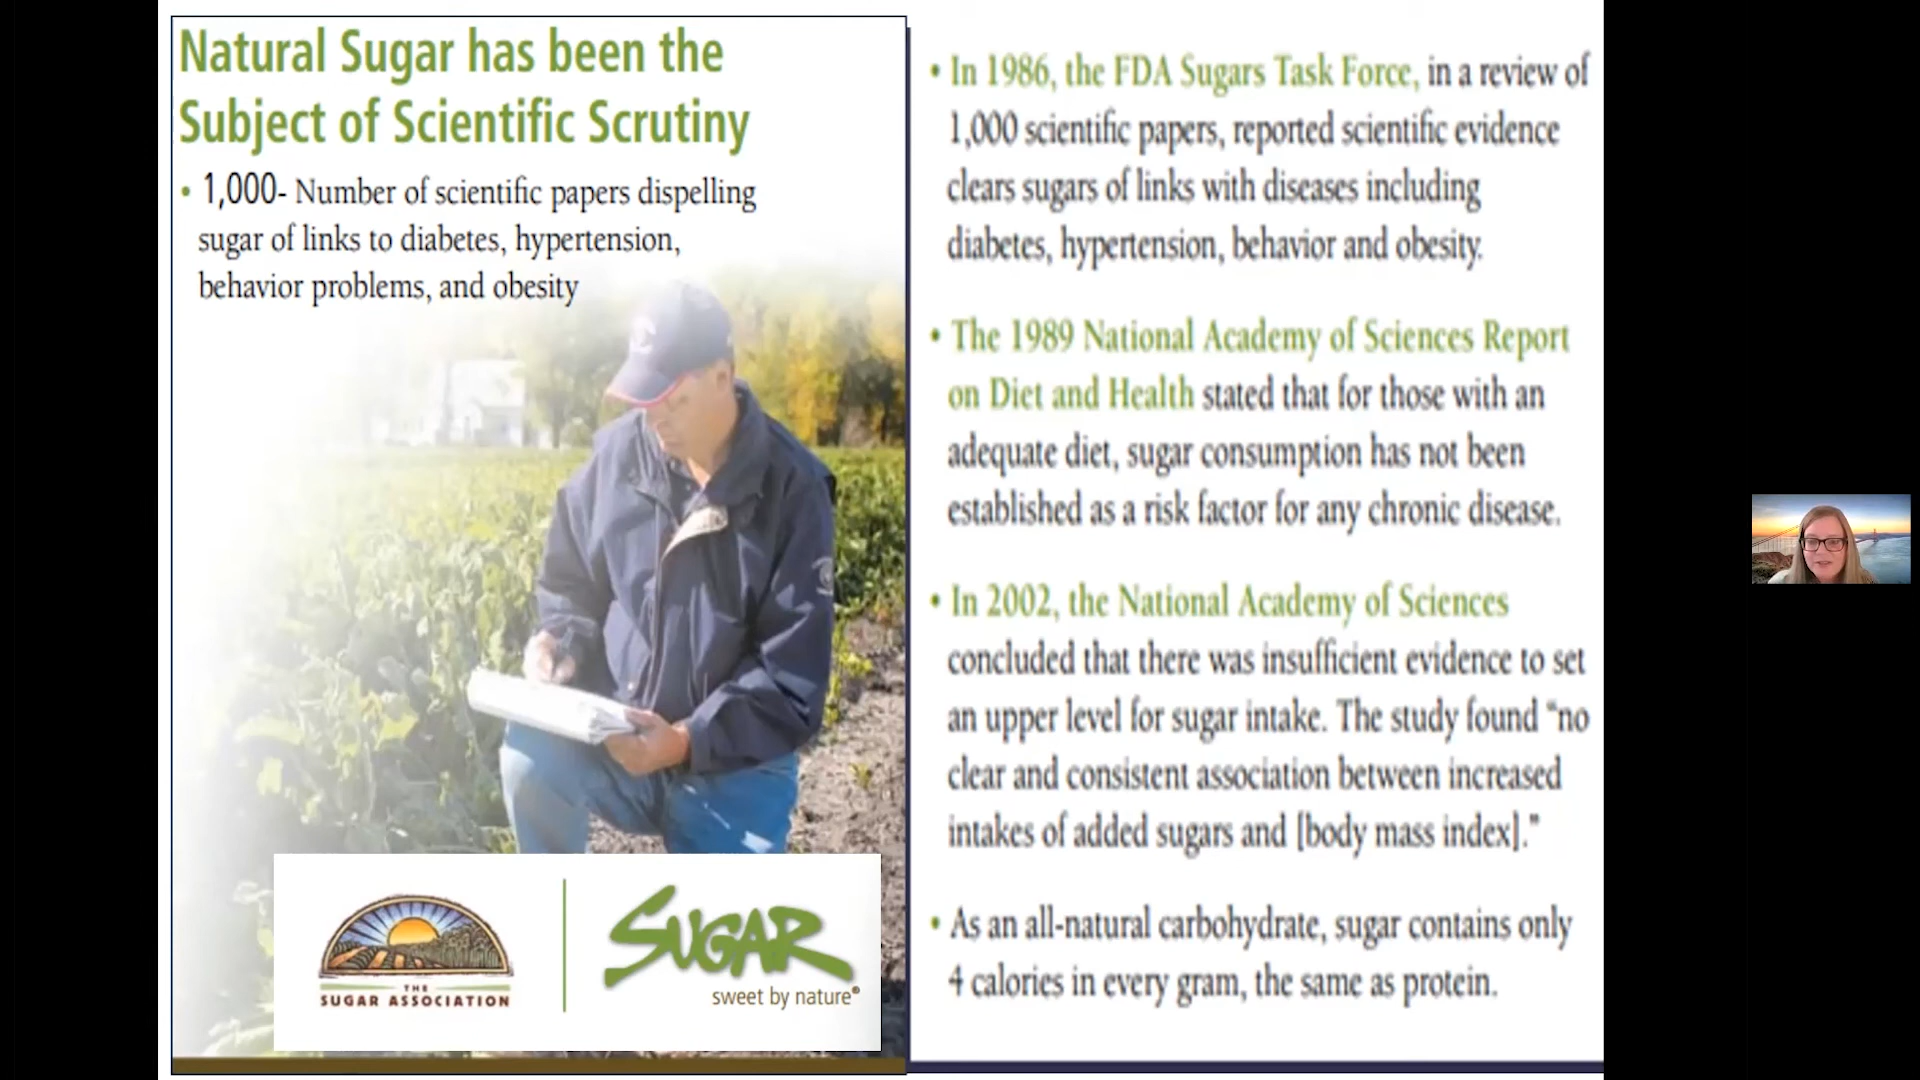 Natural Sugar has been the
Subject of Scientific Scrutiny
• 1,000- Number of scientific papers dispelling
sugar of links to diabetes, hypertension,
behavior problems, and obesity
THE
SUGAR ASSOCIATION
SUGAR
sweet by nature®
• In 1986, the FDA Sugars Task Force, in a review of
1,000 scientific papers, reported scientific evidence
clears sugars of links with diseases including
diabetes, hypertension, behavior and obesity.
• The 1989 National Academy of Sciences Report
on Diet and Health stated that for those with an
adequate diet, sugar consumption has not been
established as a risk factor for any chronic disease.
• In 2002, the National Academy of Sciences
concluded that there was insufficient evidence to set
an upper level for sugar intake. The study found “no
clear and consistent association between increased
intakes of added sugars and [body mass index].”
• As an all-natural carbohydrate, sugar contains only
4 calories in every gram, the same as protein.